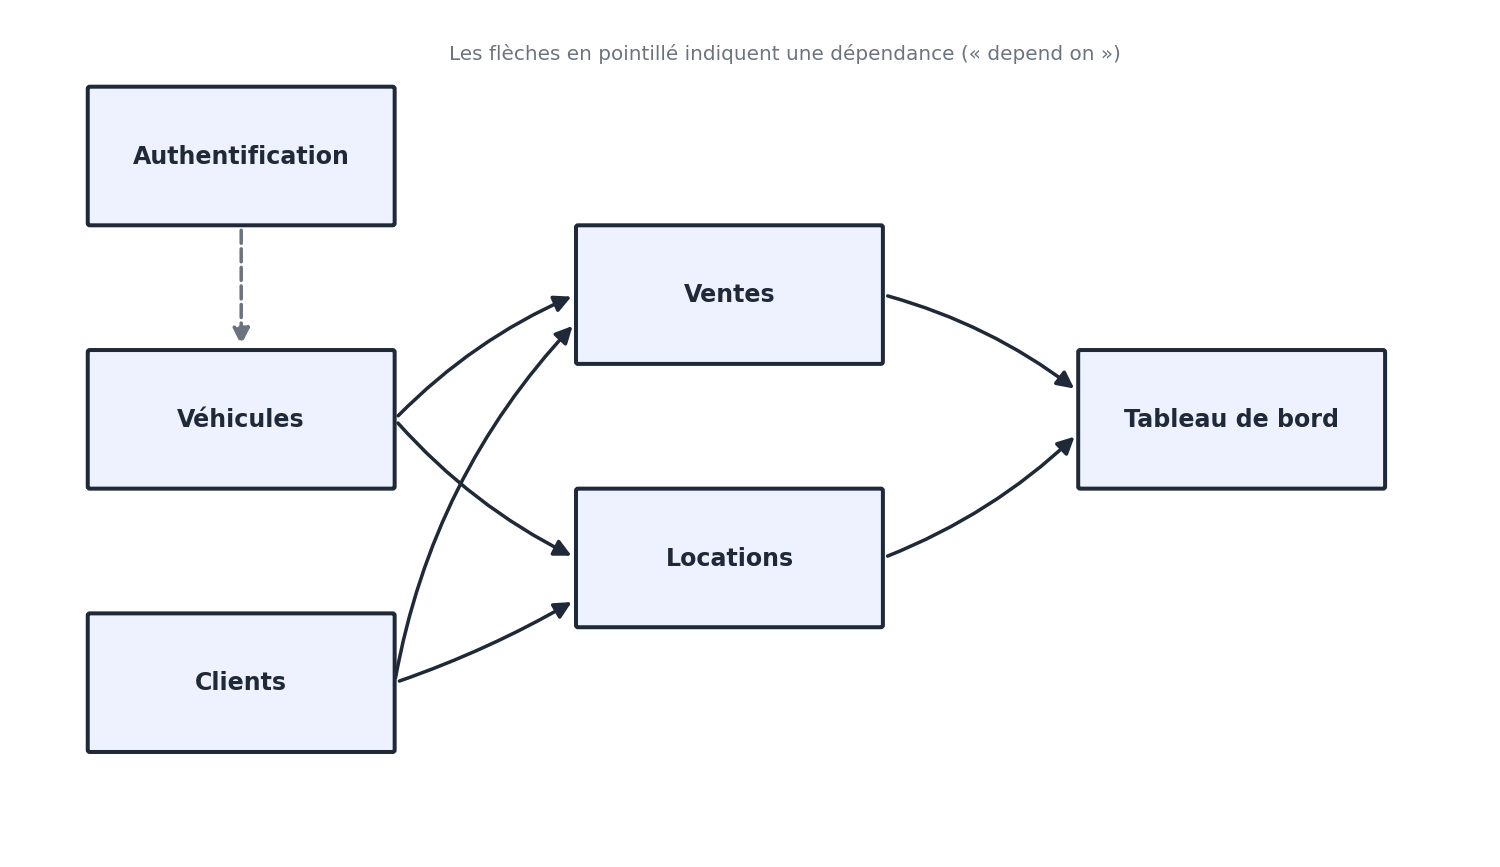 Les flèches en pointillé indiquent une dépendance (« depend on »)
Authentification
Ventes
Véhicules
Tableau de bord
Locations
Clients